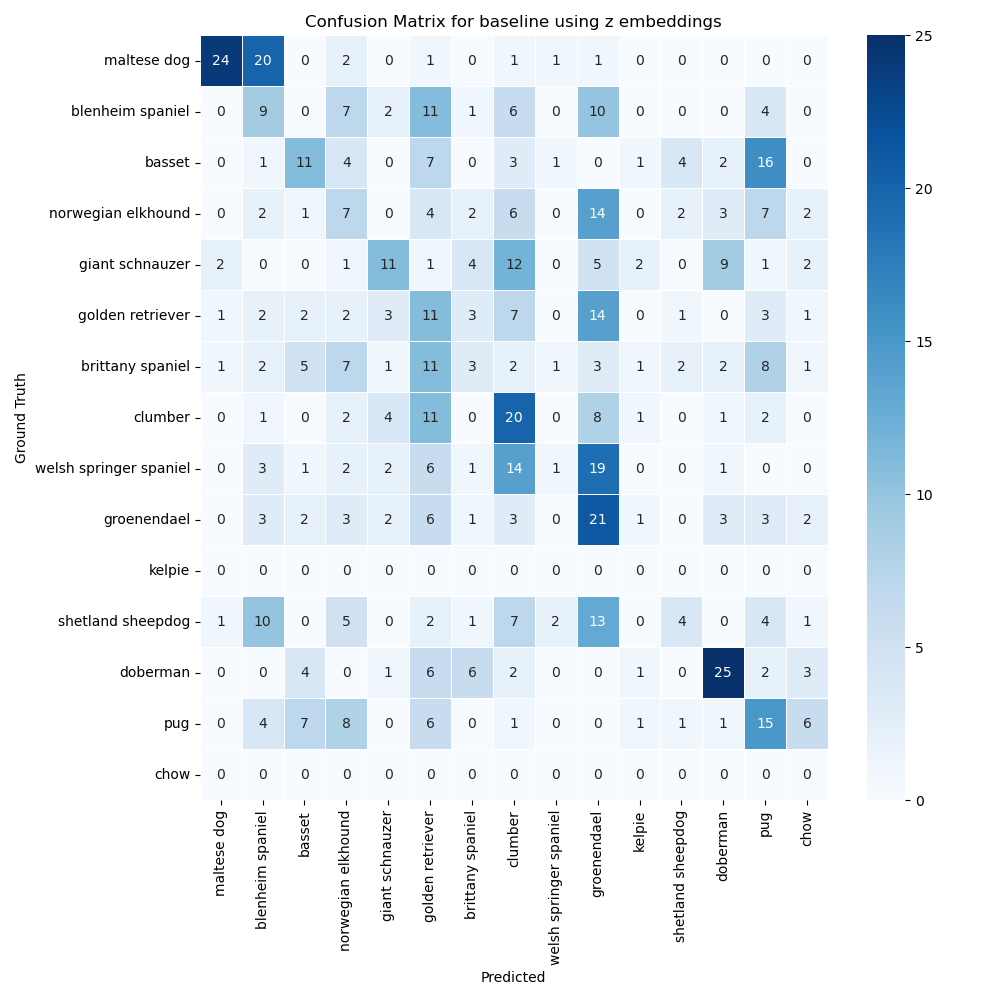 Confusion Matrix for baseline using z embeddings
Ground Truth
maltese dog 24 20 0 2 0 1 0 1 1 1 0 0 0 0 0
blenheim spaniel 0 9 0 7 2 11 1 6 0 10 0 0 0 4 0
basset 0 1 11 4 0 7 0 3 1 0 1 4 2 16 0
norwegian elkhound 0 2 1 7 0 4 2 6 0 14 0 2 3 7 2
giant schnauzer 2 0 0 1 11 1 4 12 0 5 2 0 9 1 2
golden retriever 1 2 2 2 3 11 3 7 0 14 0 1 0 3 1
brittany spaniel 1 2 5 7 1 11 3 2 1 3 1 2 2 8 1
clumber 0 1 0 2 4 11 0 20 0 8 1 0 1 2 0
welsh springer spaniel 0 3 1 2 2 6 1 14 1 19 0 0 1 0 0
groenendael 0 3 2 3 2 6 1 3 0 21 1 0 3 3 2
kelpie 0 0 0 0 0 0 0 0 0 0 0 0 0 0 0
shetland sheepdog 1 10 0 5 0 2 1 7 2 13 0 4 0 4 1
doberman 0 0 4 0 1 6 6 2 0 0 1 0 25 2 3
pug 0 4 7 8 0 6 0 1 0 0 1 1 1 15 6
chow 0 0 0 0 0 0 0 0 0 0 0 0 0 0 0
maltese dog
blenheim spaniel
basset
norwegian elkhound
giant schnauzer
golden retriever
brittany spaniel
clumber
welsh springer spaniel
groenendael
kelpie
shetland sheepdog
doberman
pug
chow
Predicted
25
20
15
10
5
0